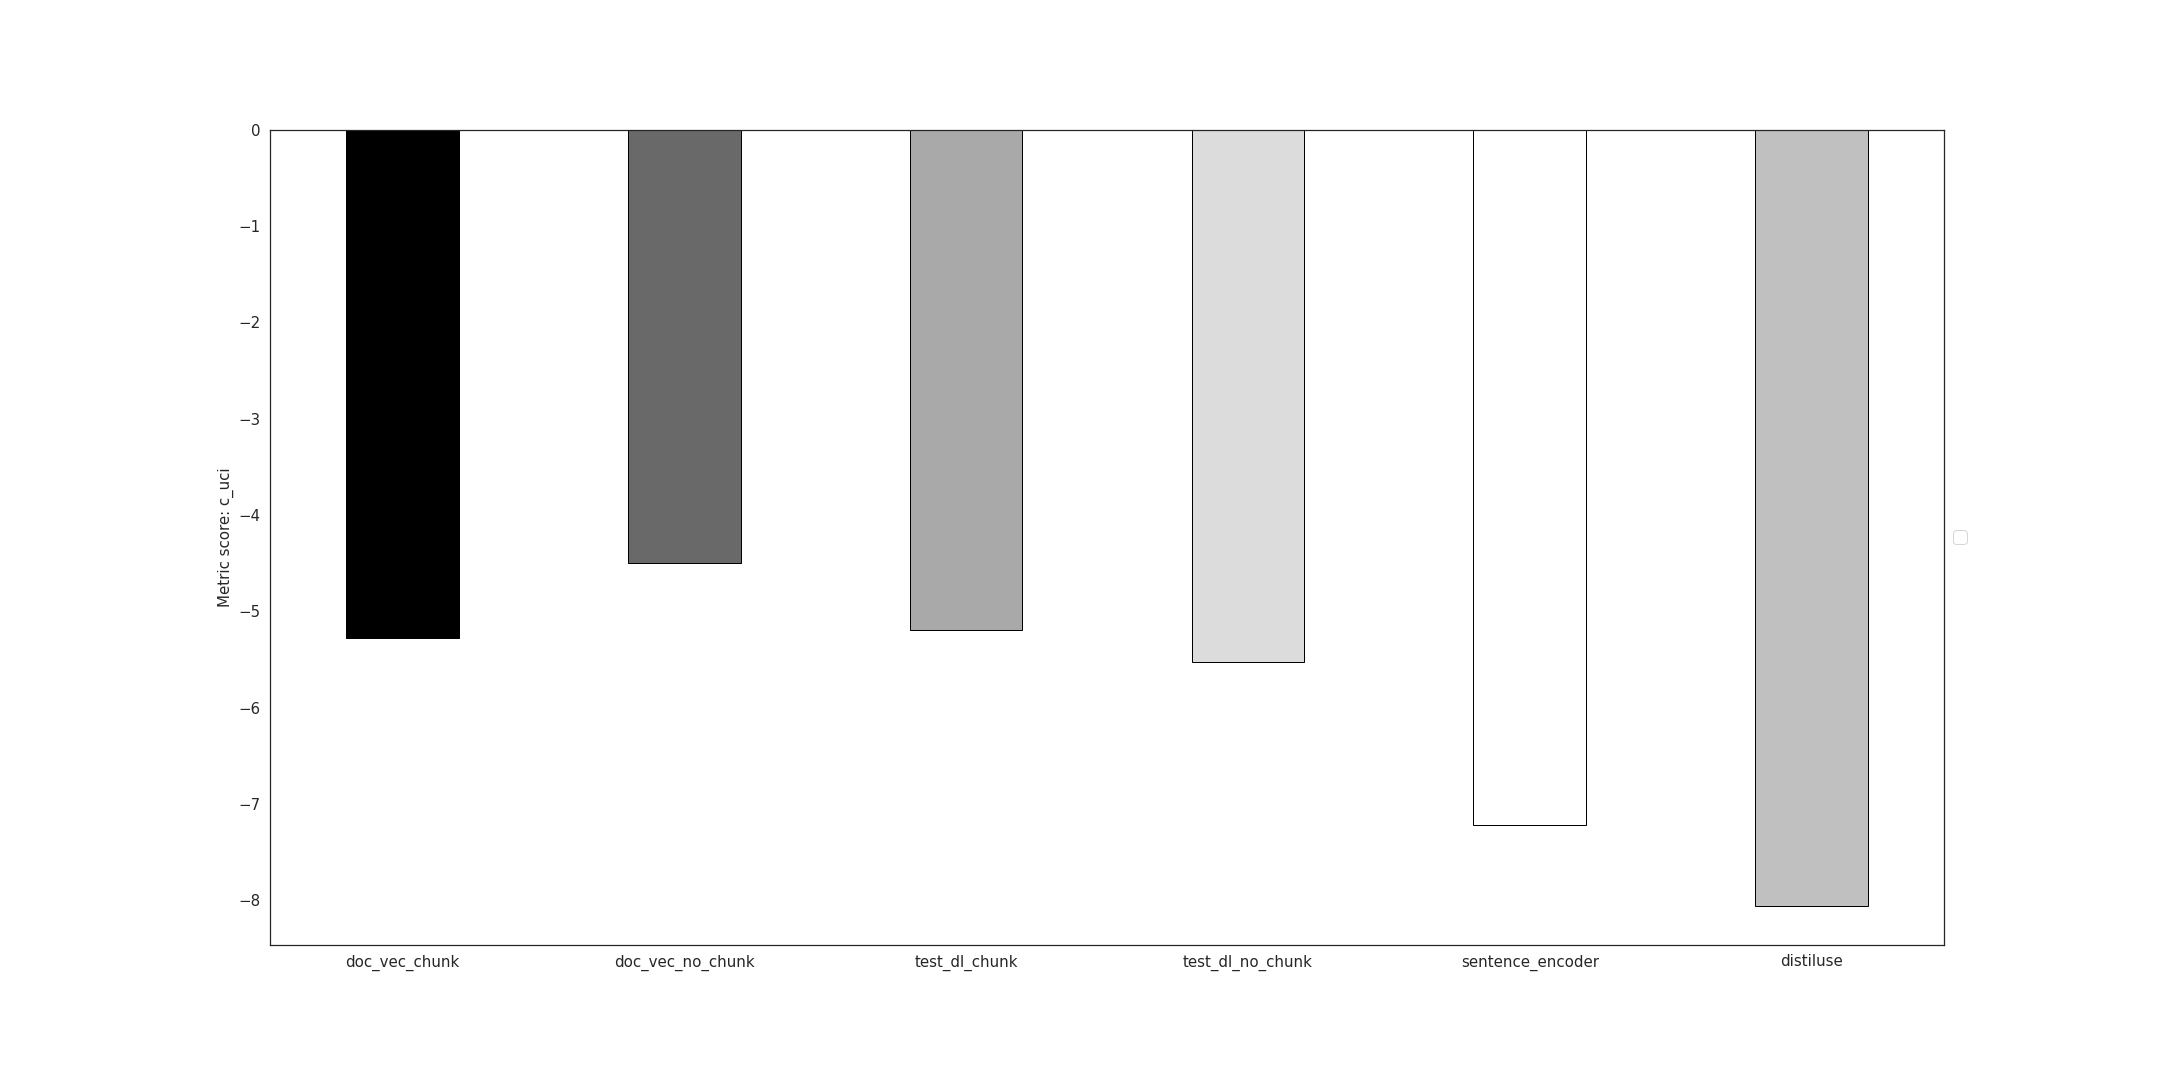 0
−1
−2
−3
−4
−5
−6
−7
−8
Metric score: c_uci
doc_vec_chunk
doc_vec_no_chunk
test_dl_chunk
test_dl_no_chunk
sentence_encoder
distiluse